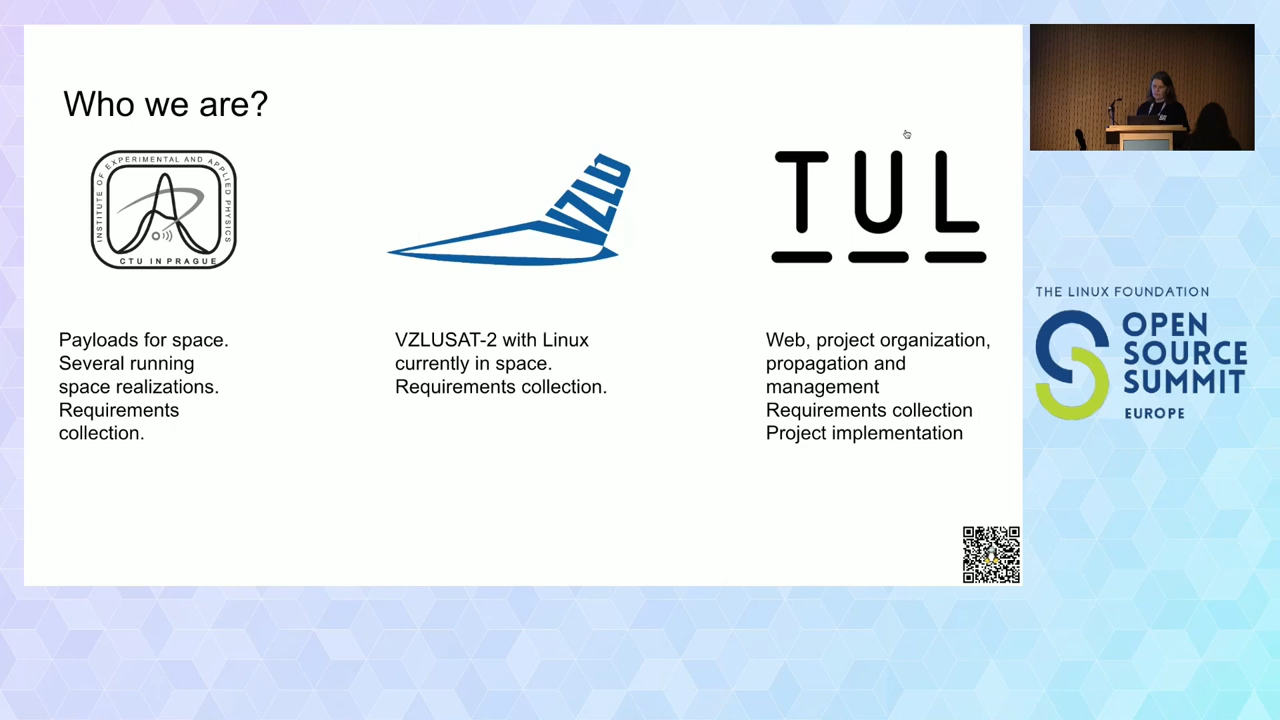 Who we are?
INSTITUTE OF EXPERIMENTAL AND APPLIED PHYSICS
CTU IN PRAGUE
VZLU
TUL
Payloads for space.
Several running
space realizations.
Requirements
collection.
VZLUSAT-2 with Linux
currently in space.
Requirements collection.
Web, project organization,
propagation and
management
Requirements collection
Project implementation
THE LINUX FOUNDATION
OPEN
SOURCE
SUMMIT
EUROPE